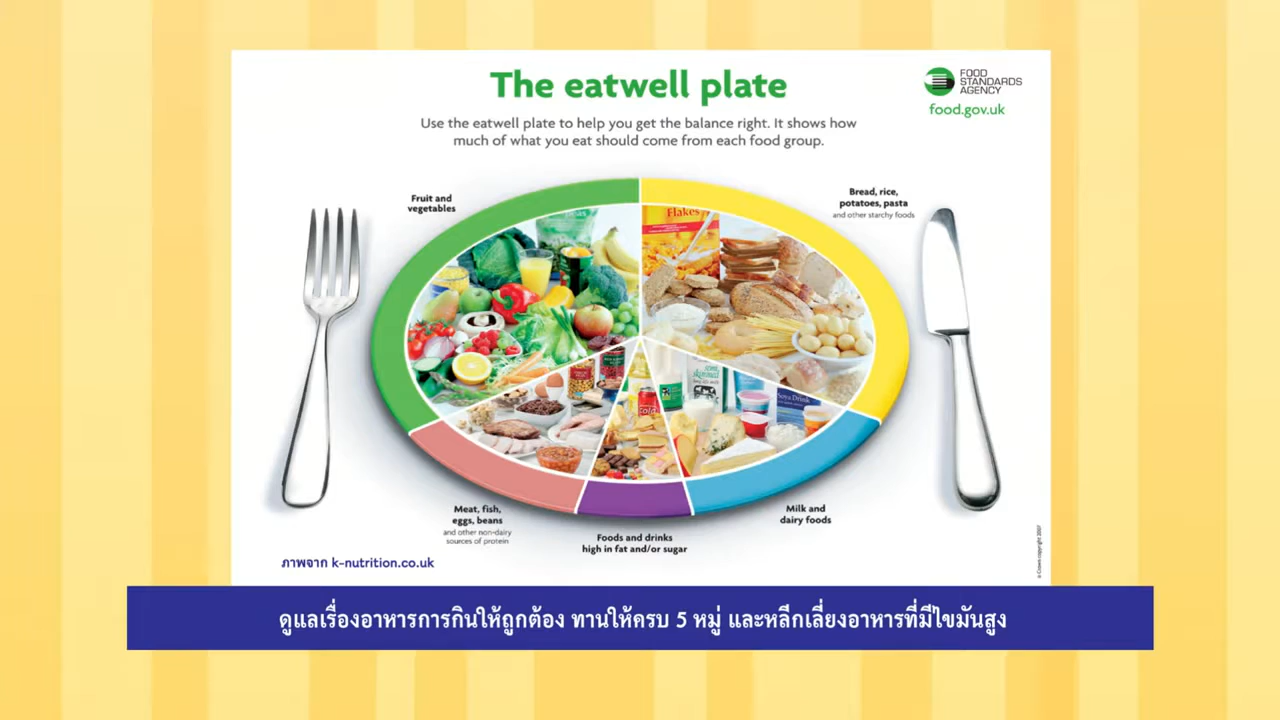 The eatwell plate
FOOD
STANDARDS
AGENCY
food.gov.uk
Use the eatwell plate to help you get the balance right. It shows how
much of what you eat should come from each food group.
Fruit and
vegetables
Bread, rice,
potatoes, pasta
and other starchy foods
Flakes
Soya Drink
Meat, fish,
eggs, beans
and other non-dairy
sources of protein
Foods and drinks
high in fat and/or sugar
Milk and
dairy foods
© Crown copyright 2007
ภาพจาก k-nutrition.co.uk
ดูแลเรื่องอาหารการกินให้ถูกต้อง ทานให้ครบ 5 หมู่ และหลีกเลี่ยงอาหารที่มีไขมันสูง